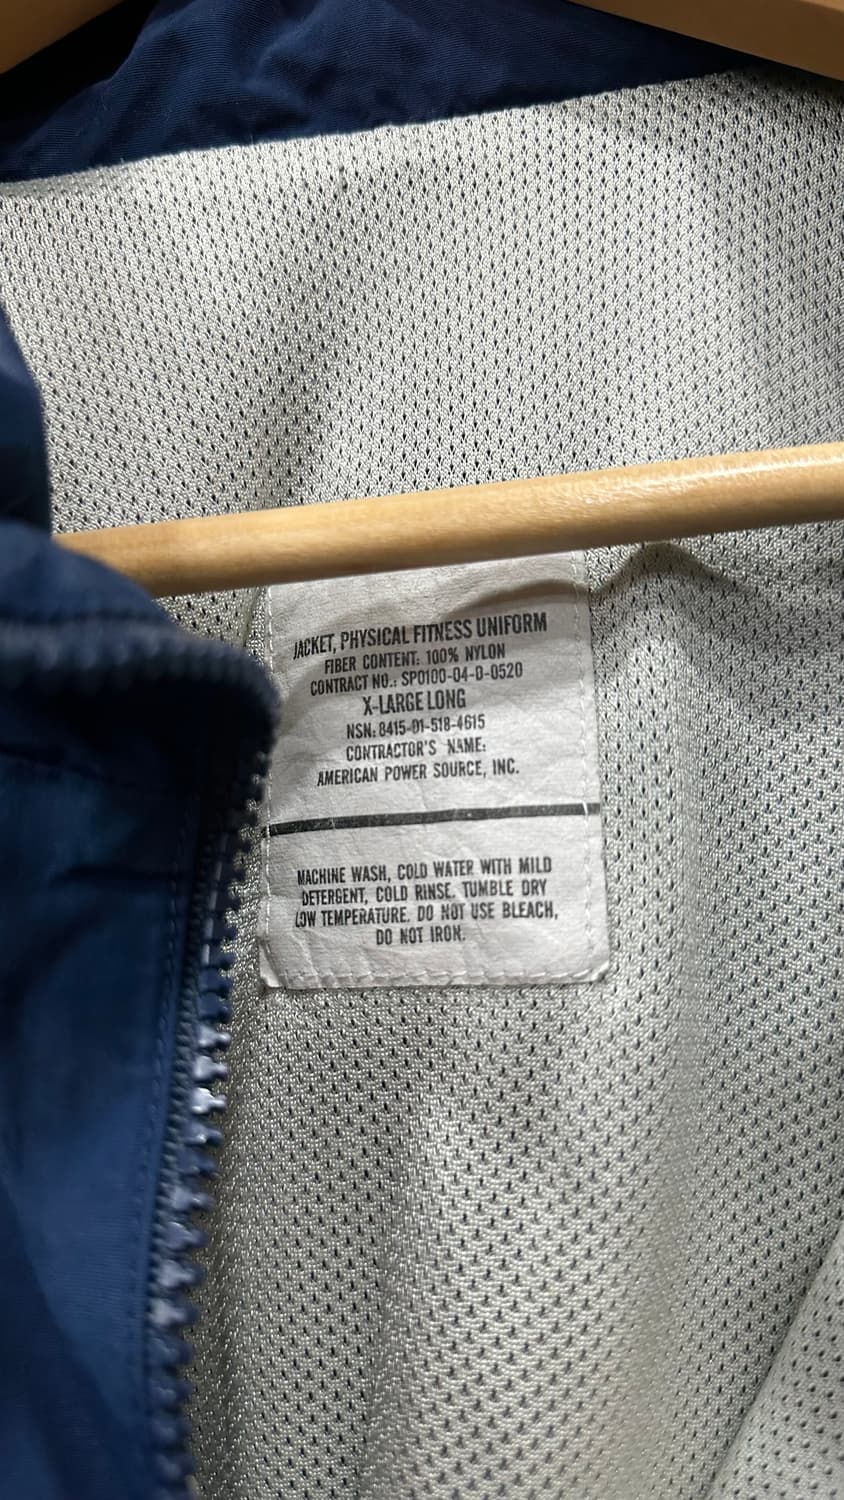 JACKET, PHYSICAL FITNESS UNIFORM
FIBER CONTENT: 100% NYLON
CONTRACT NO.: SPO100-04-D-0520
X-LARGE LONG
NSN: 8415-01-518-4615
CONTRACTOR'S NAME:
AMERICAN POWER SOURCE, INC.
MACHINE WASH, COLD WATER WITH MILD
DETERGENT, COLD RINSE. TUMBLE DRY
LOW TEMPERATURE. DO NOT USE BLEACH,
DO NOT IRON.